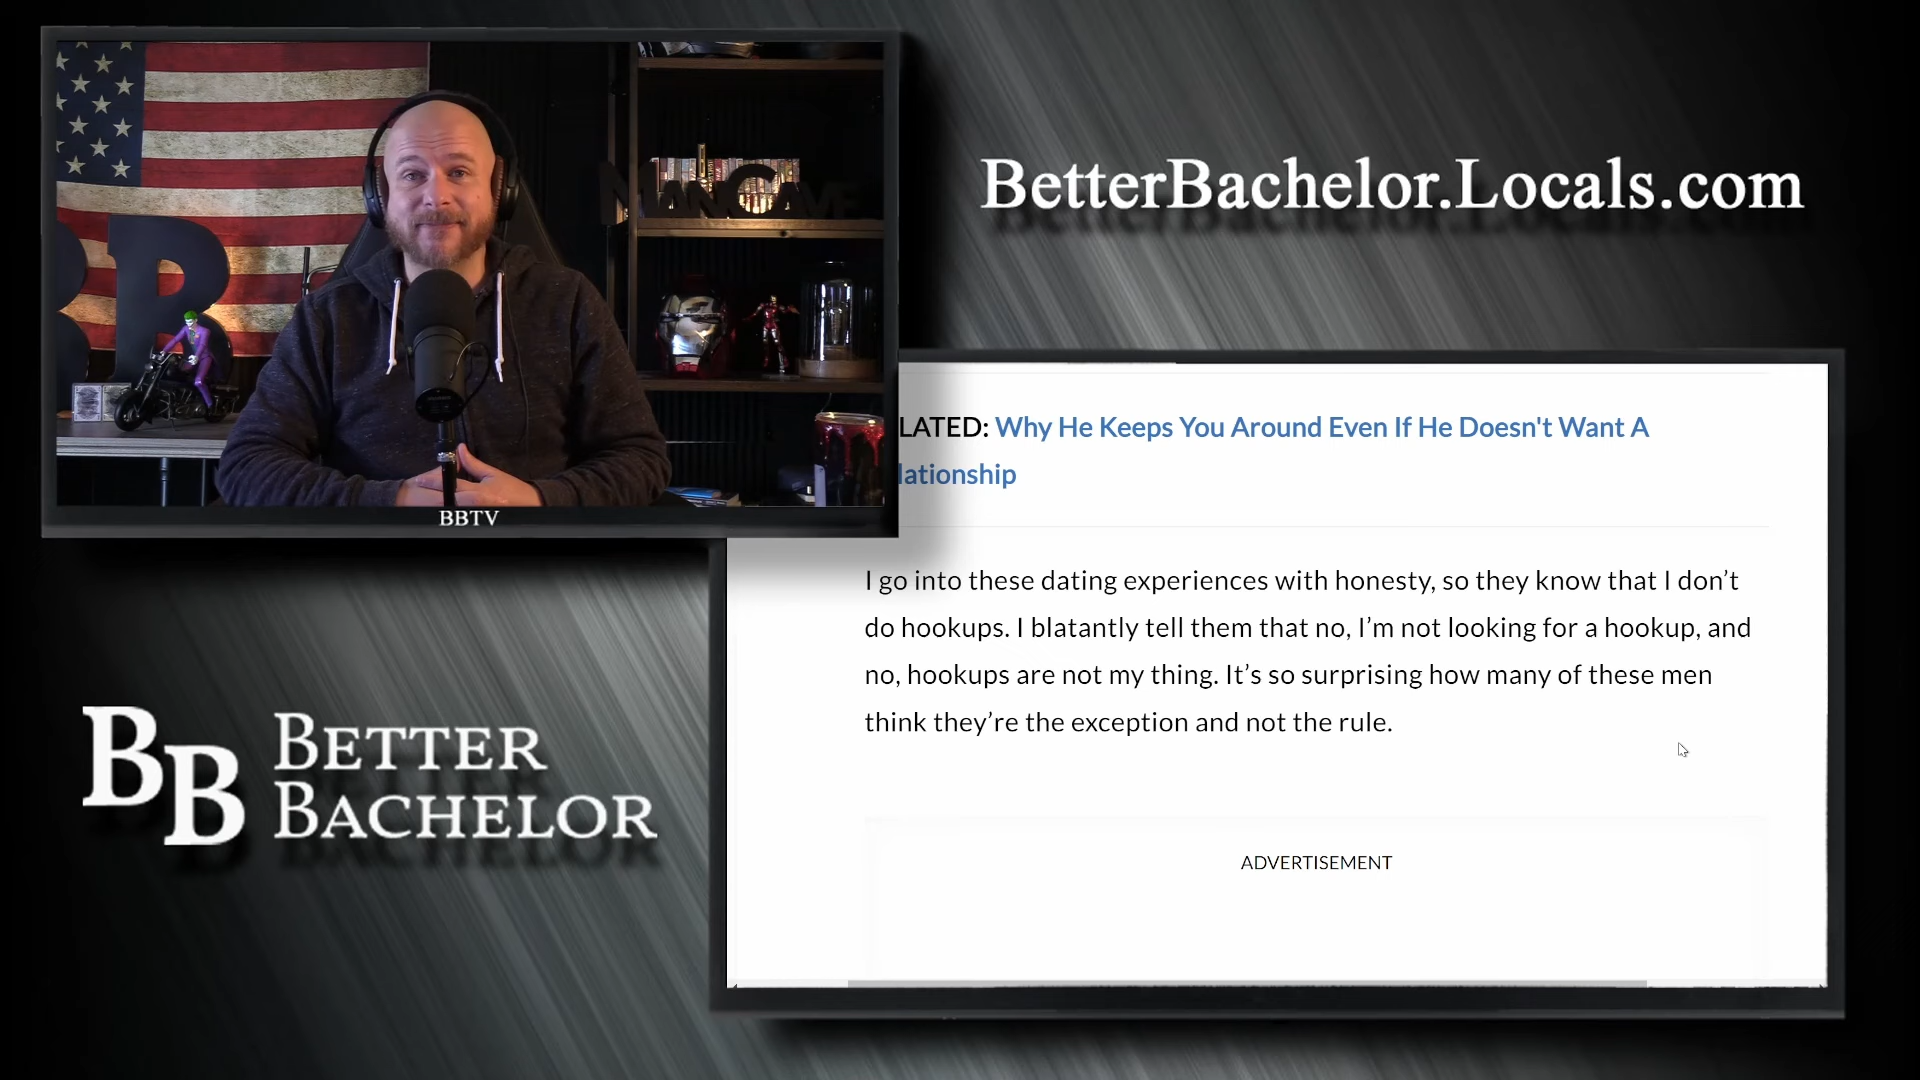 BetterBachelor.Locals.com
MANCAVE
BBTV
LATED: Why He Keeps You Around Even If He Doesn't Want A
lationship
I go into these dating experiences with honesty, so they know that I don’t
do hookups. I blatantly tell them that no, I’m not looking for a hookup, and
no, hookups are not my thing. It’s so surprising how many of these men
think they’re the exception and not the rule.
ADVERTISEMENT
BB
BETTER
BACHELOR